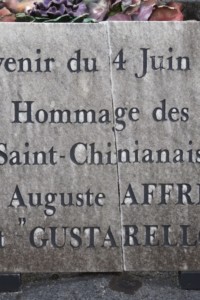 venir du 4 Juin
Hommage des
Saint-Chinianais
Auguste AFFRE
"GUSTARELLO